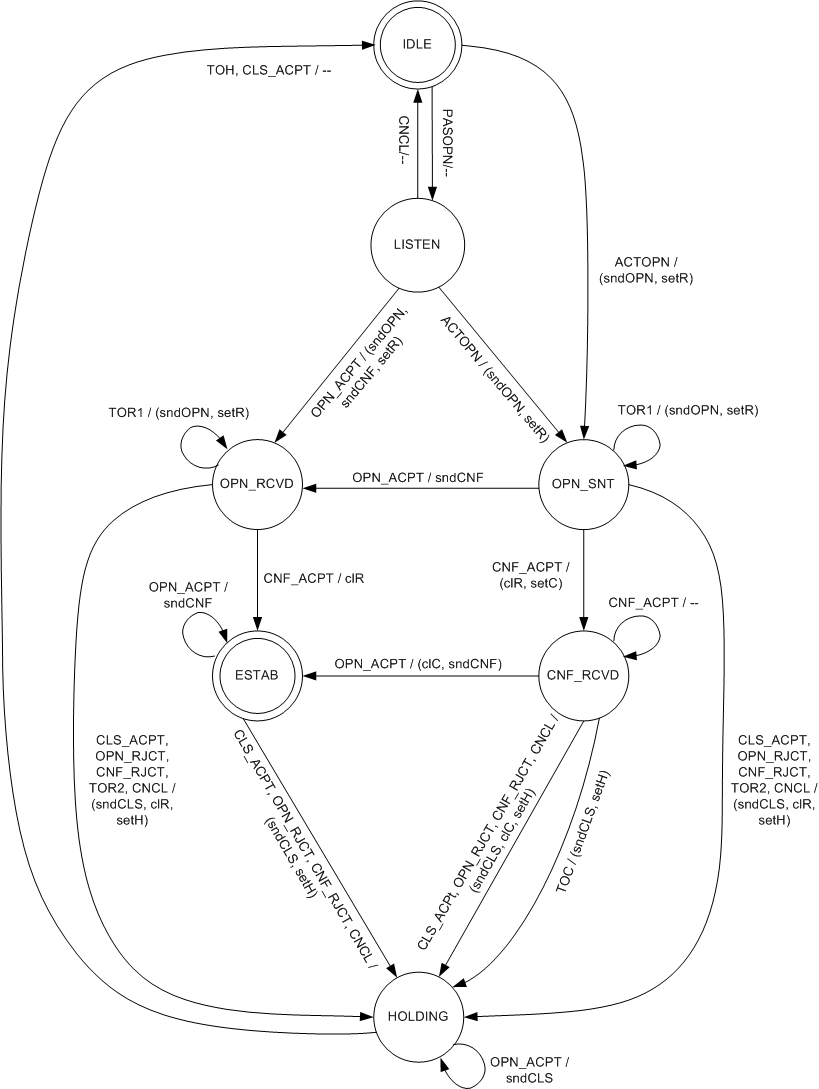 IDLE
TOH, CLS_ACPT / --
CNCL/--
PASOPN/--
LISTEN
ACTOPN /
(sndOPN, setR)
OPN_ACPT / (sndOPN,
sndCNF, setR)
ACTOPN / (sndOPN, setR)
TOR1 / (sndOPN, setR)
TOR1 / (sndOPN, setR)
OPN_RCVD
OPN_ACPT / sndCNF
OPN_SNT
CNF_ACPT / clR
CNF_ACPT /
(clR, setC)
OPN_ACPT /
sndCNF
CNF_ACPT / --
ESTAB
OPN_ACPT / (clC, sndCNF)
CNF_RCVD
CLS_ACPT,
OPN_RJCT,
CNF_RJCT,
TOR2, CNCL /
(sndCLS, clR,
setH)
CLS_ACPT, OPN_RJCT, CNF_RJCT, CNCL /
(sndCLS, setH)
CLS_ACPt, OPN_RJCT, CNF_RJCT, CNCL /
(sndCLS, clC, setH)
TOC / (sndCLS, setH)
CLS_ACPT,
OPN_RJCT,
CNF_RJCT,
TOR2, CNCL /
(sndCLS, clR,
setH)
HOLDING
OPN_ACPT /
sndCLS